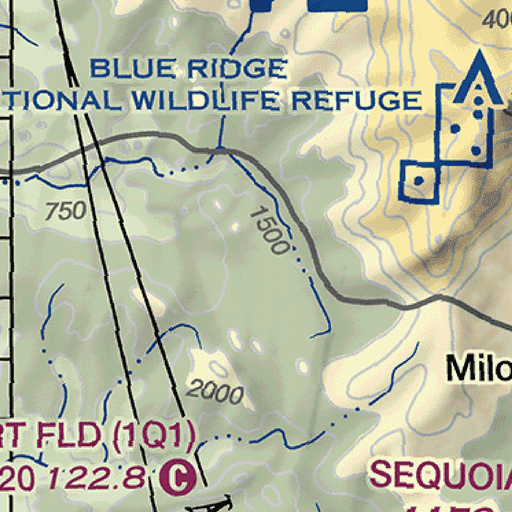 400
BLUE RIDGE
TIONAL WILDLIFE REFUGE
750
1500
2000
Milo
RT FLD (1Q1)
20 122.8 C
SEQUOIA